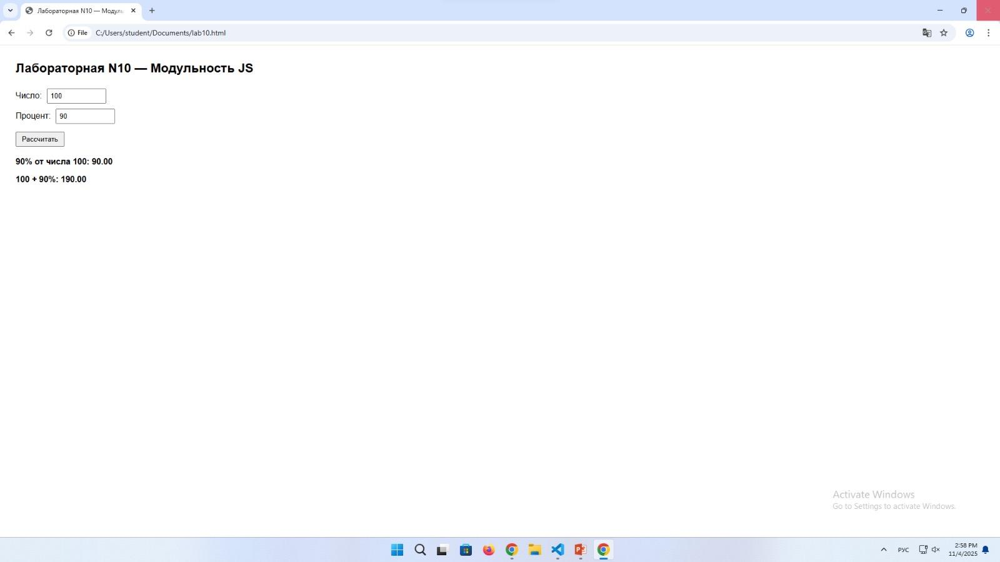 Лабораторная N10 — Модуль
File
C:/Users/student/Documents/lab10.html
Лабораторная N10 — Модульность JS
Число: 100
Процент: 90
Рассчитать
90% от числа 100: 90.00
100 + 90%: 190.00
Activate Windows
Go to Settings to activate Windows.
РУС
2:58 PM
11/4/2025